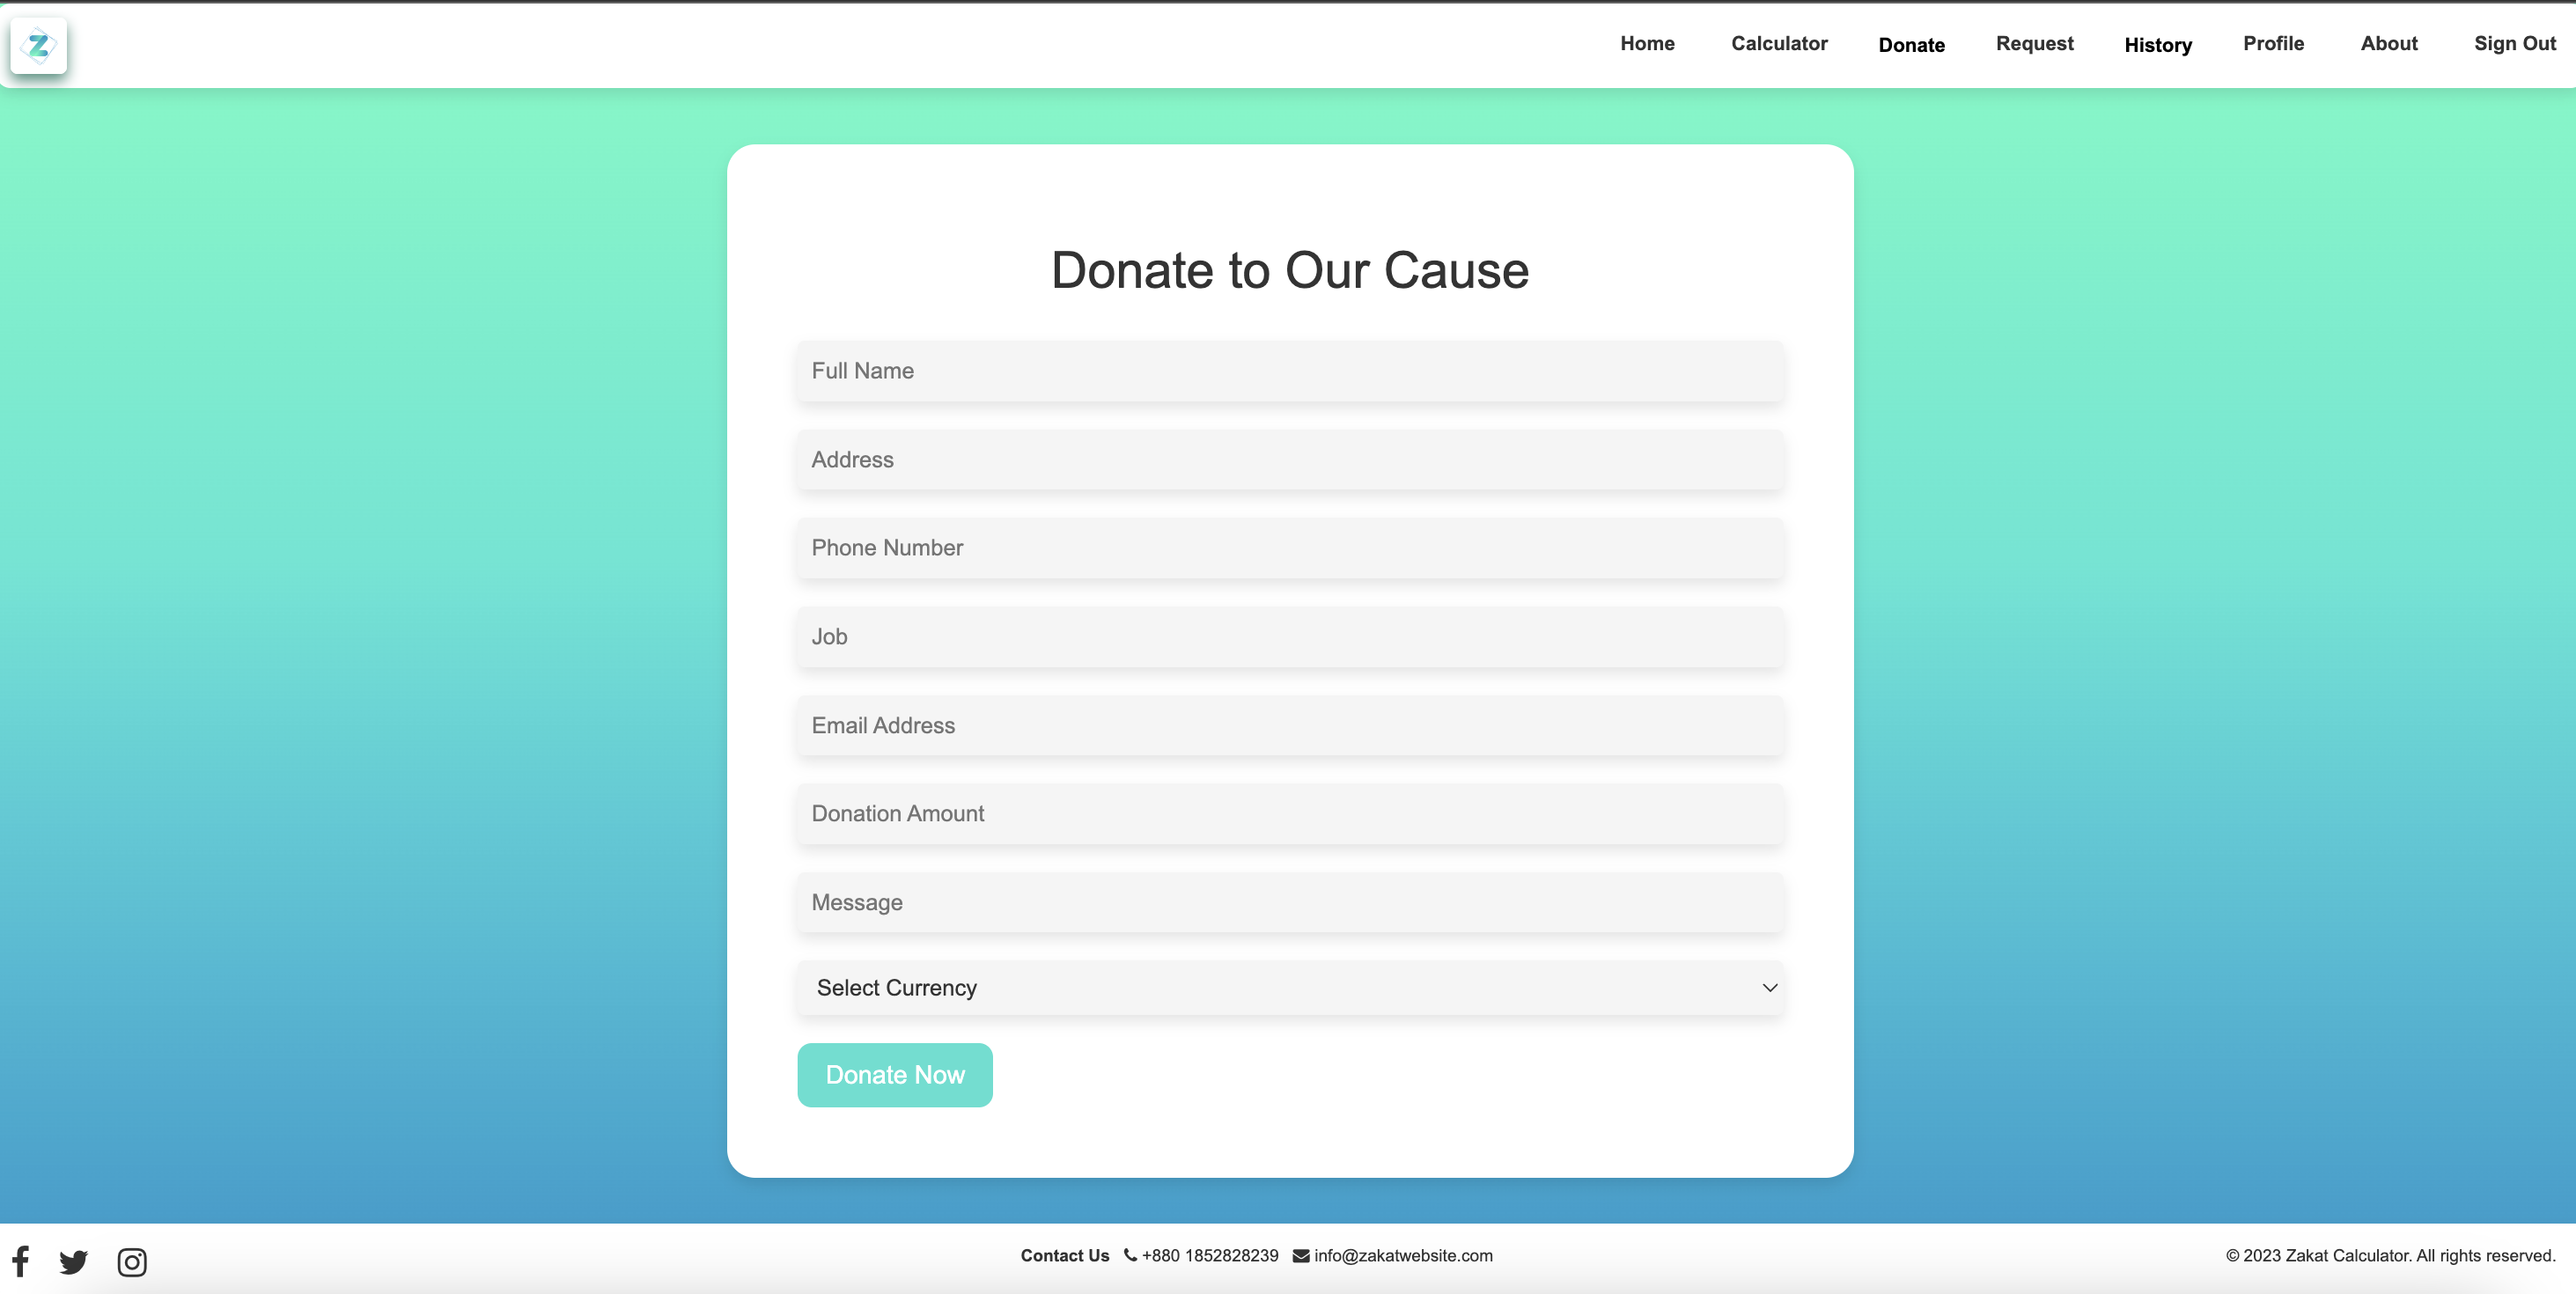 Z
Home Calculator Donate Request History Profile About Sign Out
Donate to Our Cause
Full Name
Address
Phone Number
Job
Email Address
Donation Amount
Message
Select Currency
Donate Now
Contact Us +880 1852828239 info@zakatwebsite.com
© 2023 Zakat Calculator. All rights reserved.